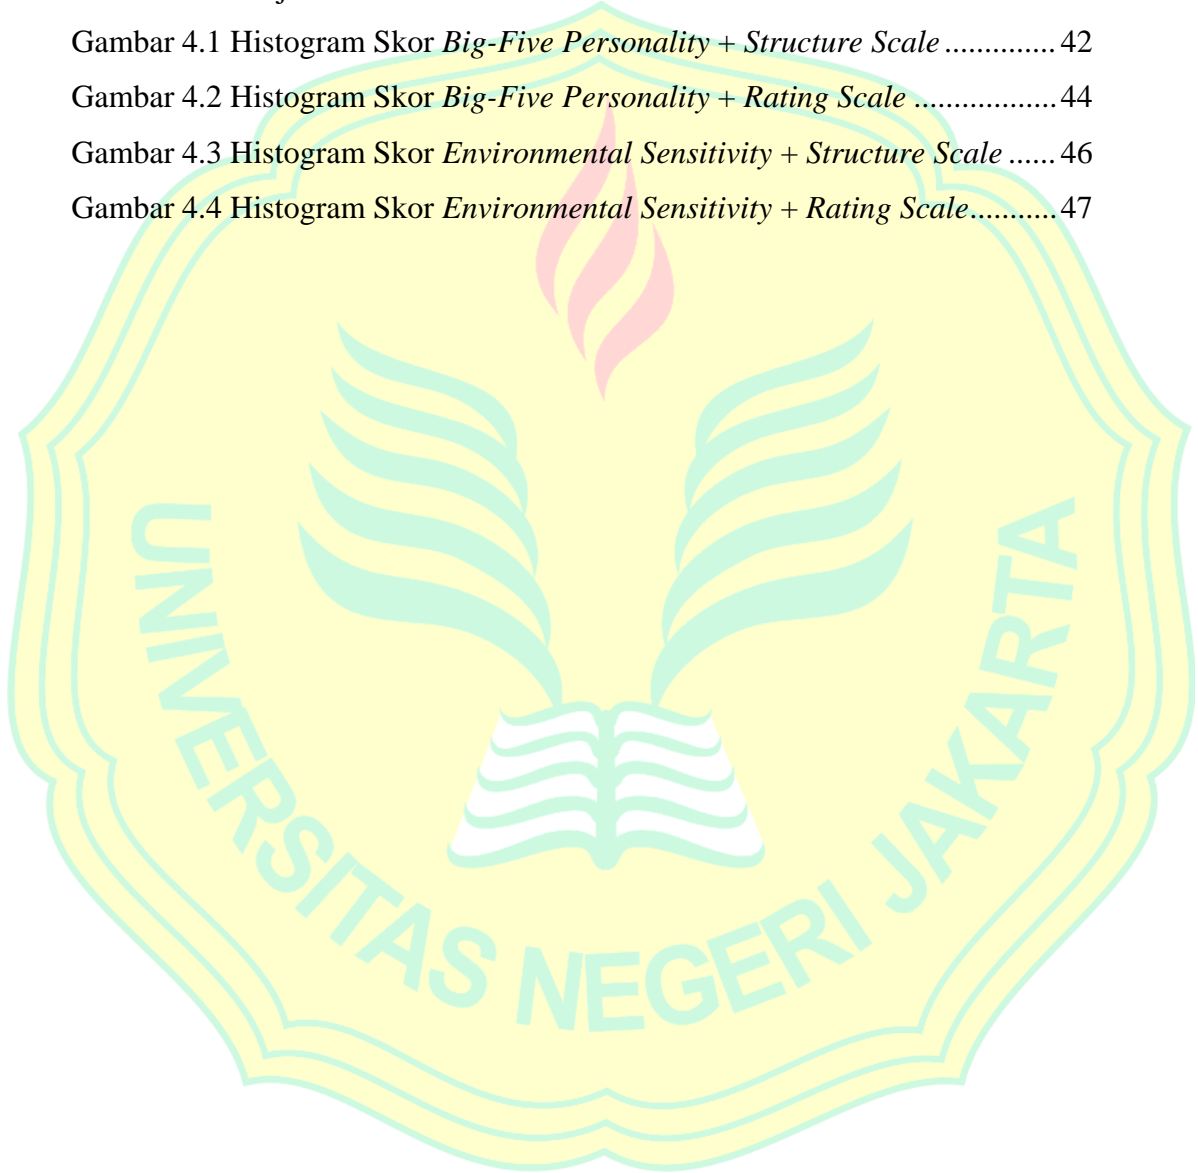 Gambar 4.1 Histogram Skor Big-Five Personality + Structure Scale .............. 42
Gambar 4.2 Histogram Skor Big-Five Personality + Rating Scale .................. 44
Gambar 4.3 Histogram Skor Environmental Sensitivity + Structure Scale ...... 46
Gambar 4.4 Histogram Skor Environmental Sensitivity + Rating Scale........... 47
UNIVERSITAS NEGERI JAKARTA